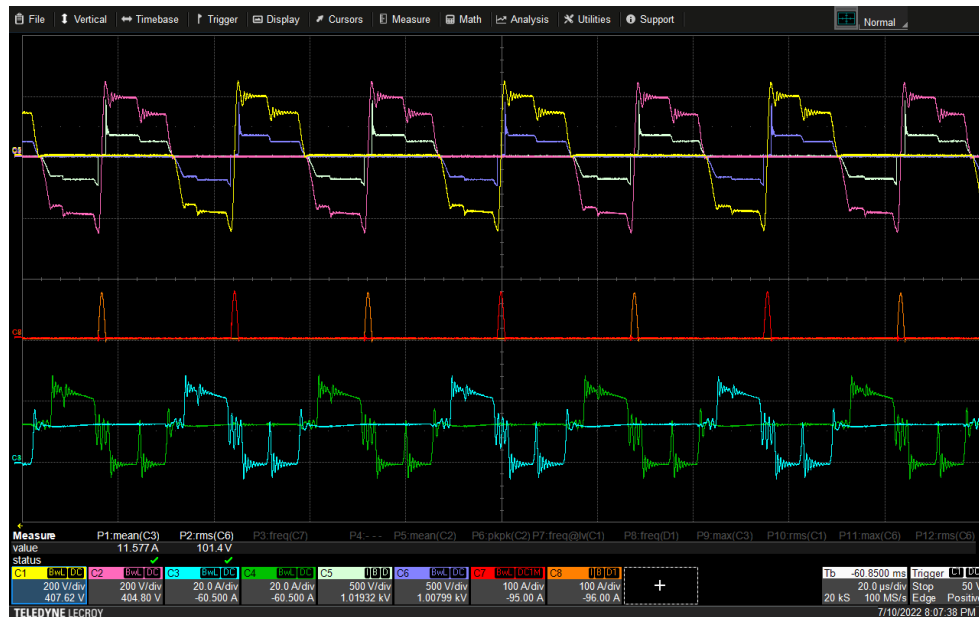 File Vertical Timebase Trigger Display Cursors Measure Math Analysis Utilities Support Normal
C8
C8
Measure P1:mean(C3) P2:rms(C6) P3:freq(C7) P4:- - - P5:mean(C2) P6:pkpk(C2) P7:freq@lv(C1) P8:freq(D1) P9:max(C3) P10:rms(C1) P11:max(C6) P12:rms(C6)
value 11.577 A 101.4 V
status
C1 BwL DC C2 BwL DC C3 BwL DC C4 BwL DC C5 C6 BwL DC C7 BwL DC1M C8 Tb -60.8500 ms Trigger C1 DC
200 V/div 200 V/div 20.0 A/div 20.0 A/div 500 V/div 500 V/div 100 A/div 100 A/div + 20.0 µs/div Stop 50 V
407.62 V 404.80 V -60.500 A -60.500 A 1.01932 kV 1.00799 kV -95.00 A -96.00 A 20 kS 100 MS/s Edge Positive
TELEDYNE LECROY 7/10/2022 8:07:38 PM